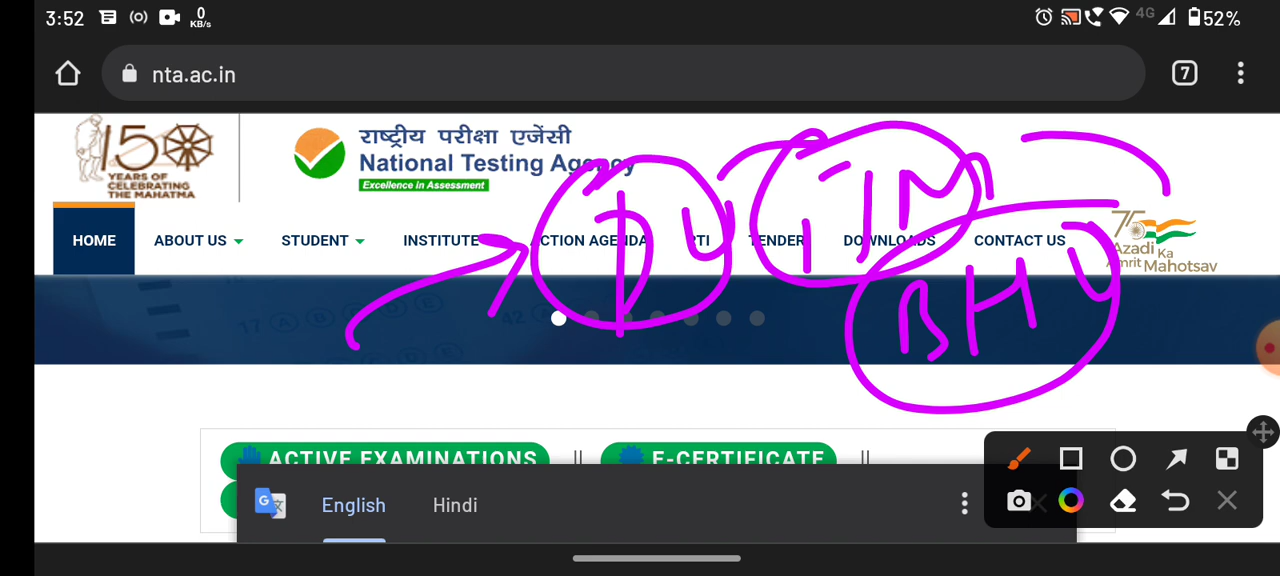 3:52 0 KB/s 4G 52%
nta.ac.in 7
150
YEARS OF
CELEBRATING
THE MAHATMA
राष्ट्रीय परीक्षा एजेंसी
National Testing Agency
Excellence in Assessment
HOME ABOUT US STUDENT INSTITUTE ACTION AGENDA RTI TENDER DOWNLOADS CONTACT US
75
Azadi Ka
Amrit Mahotsav
DU
BHU
ACTIVE EXAMINATIONS || E-CERTIFICATE ||
English Hindi